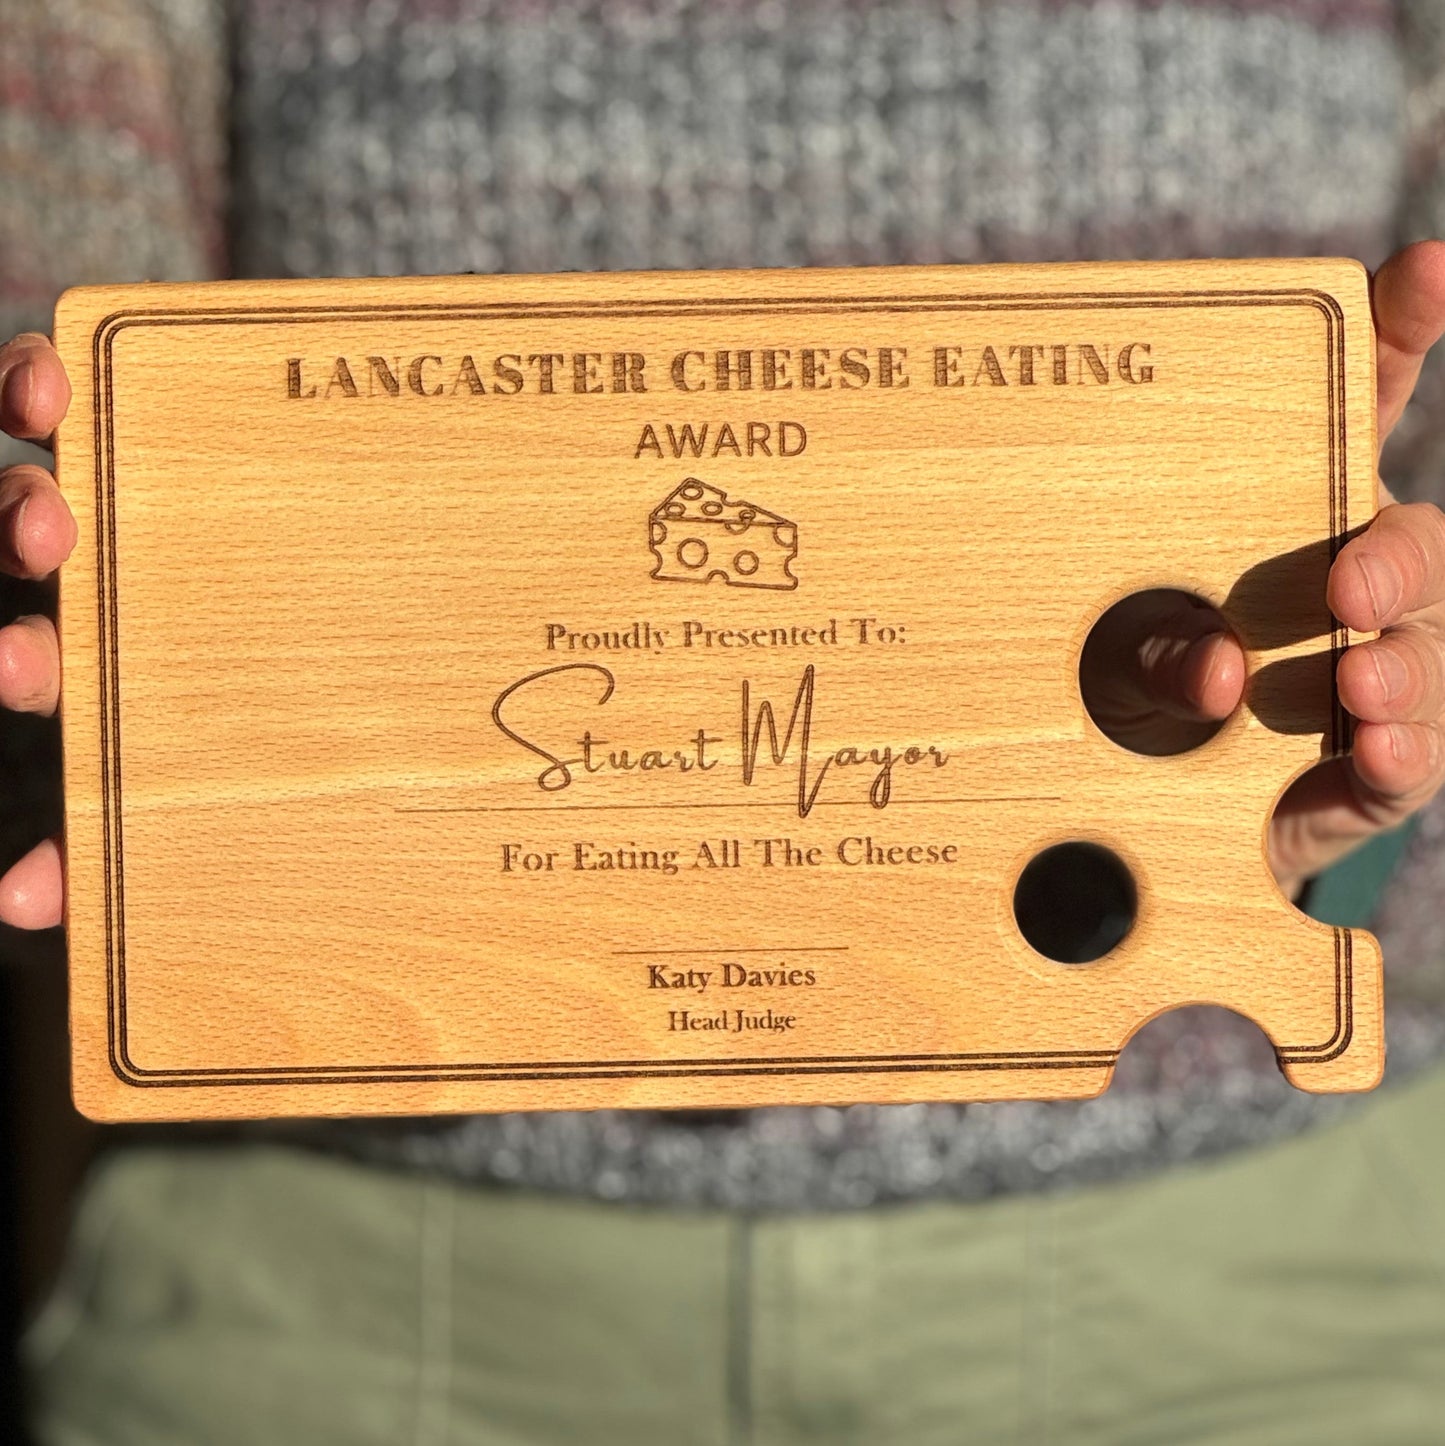 LANCASTER CHEESE EATING
AWARD
Proudly Presented To:
Stuart Mayor
For Eating All The Cheese
Katy Davies
Head Judge